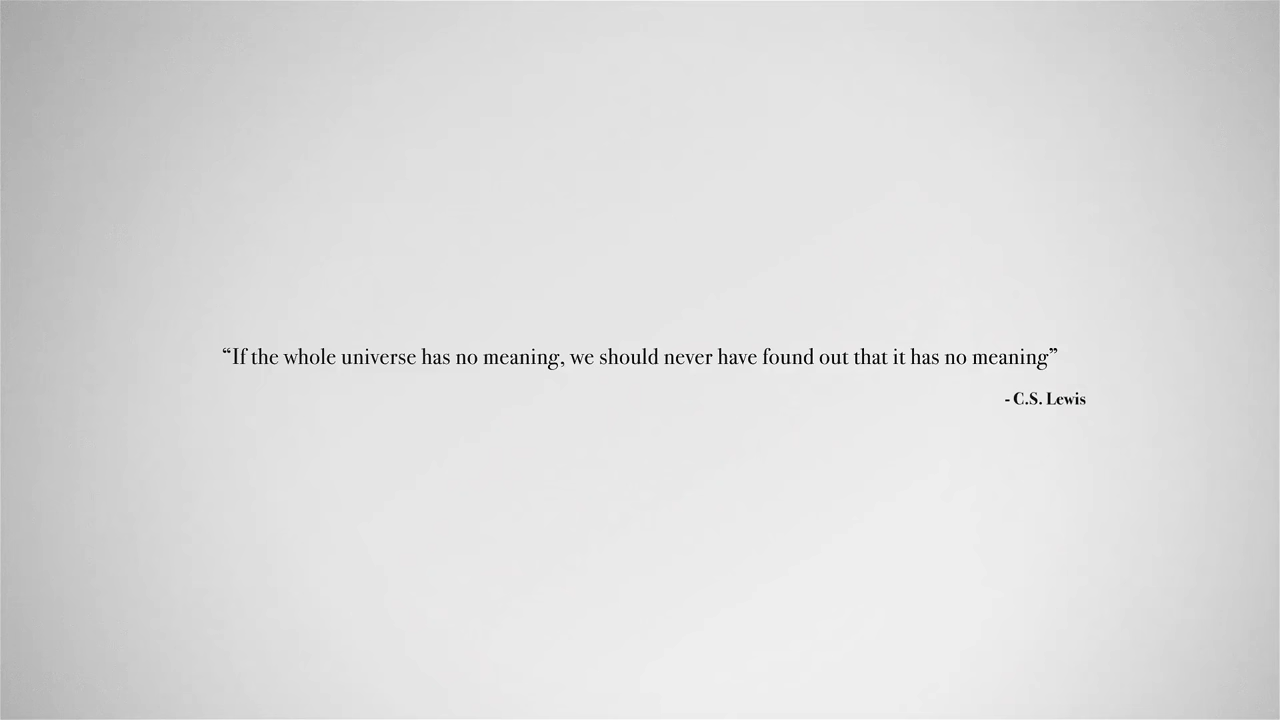 “If the whole universe has no meaning, we should never have found out that it has no meaning”
- C.S. Lewis